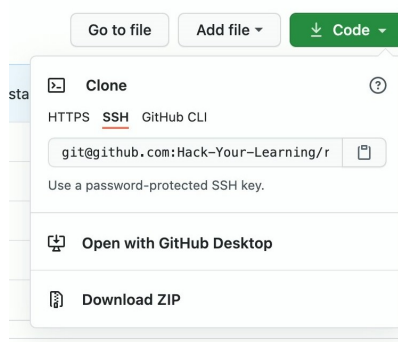 Go to file Add file Code
sta
Clone
HTTPS SSH GitHub CLI
git@github.com:Hack-Your-Learning/r
Use a password-protected SSH key.
Open with GitHub Desktop
Download ZIP